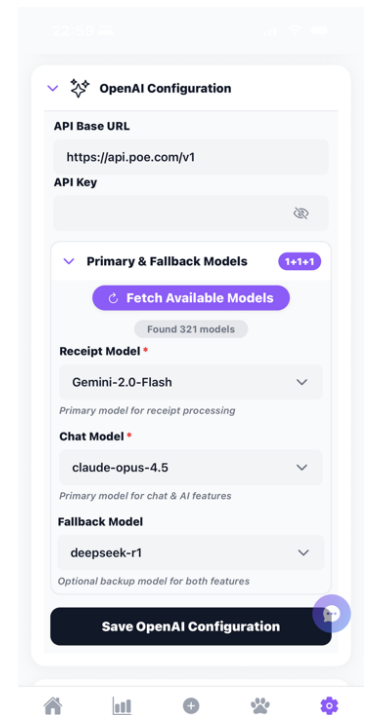 OpenAI Configuration
API Base URL
https://api.poe.com/v1
API Key
Primary & Fallback Models
1+1+1
Fetch Available Models
Found 321 models
Receipt Model *
Gemini-2.0-Flash
Primary model for receipt processing
Chat Model *
claude-opus-4.5
Primary model for chat & AI features
Fallback Model
deepseek-r1
Optional backup model for both features
Save OpenAI Configuration